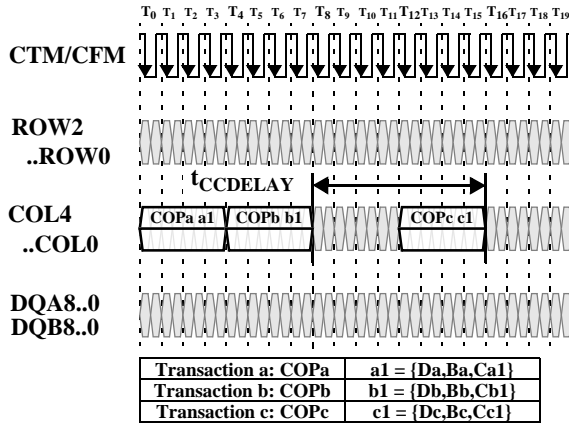 T0 T1 T2 T3 T4 T5 T6 T7 T8 T9 T10 T11 T12 T13 T14 T15 T16 T17 T18 T19
CTM/CFM
ROW2
..ROW0
tCCDELAY
COL4
..COL0
COPa a1 COPb b1 COPc c1
DQA8..0
DQB8..0
Transaction a: COPa a1 = {Da,Ba,Ca1}
Transaction b: COPb b1 = {Db,Bb,Cb1}
Transaction c: COPc c1 = {Dc,Bc,Cc1}